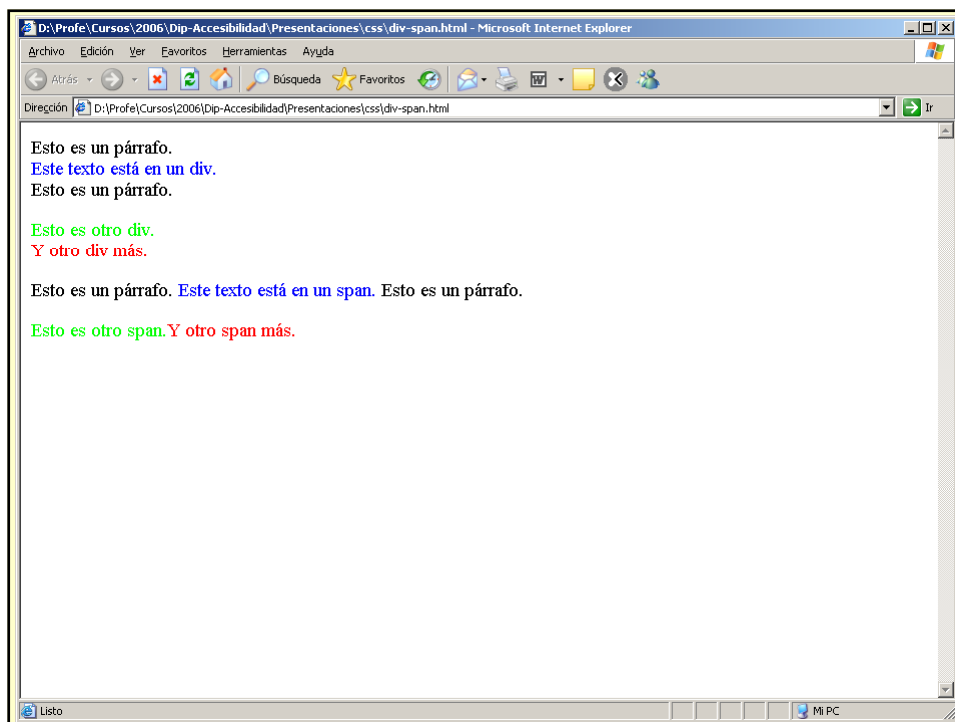 D:\Profe\Cursos\2006\Dip-Accesibilidad\Presentaciones\css\div-span.html - Microsoft Internet Explorer
Archivo Edición Ver Favoritos Herramientas Ayuda
Atrás Búsqueda Favoritos
Dirección D:\Profe\Cursos\2006\Dip-Accesibilidad\Presentaciones\css\div-span.html Ir
Esto es un párrafo.
Este texto está en un div.
Esto es un párrafo.
Esto es otro div.
Y otro div más.
Esto es un párrafo. Este texto está en un span. Esto es un párrafo.
Esto es otro span.Y otro span más.
Listo Mi PC